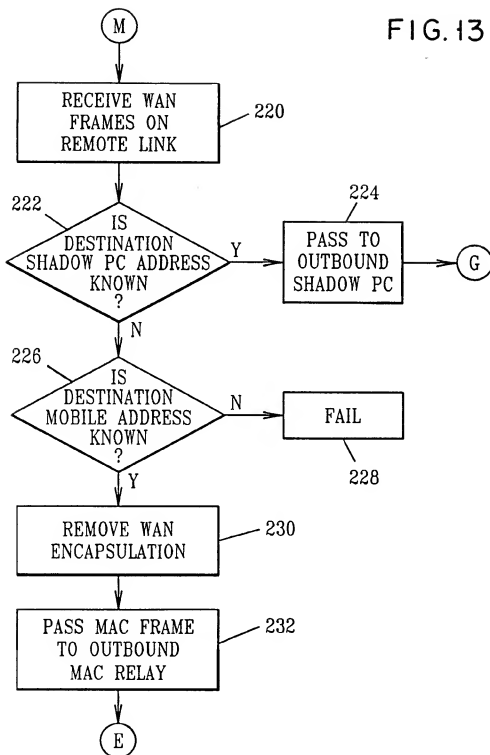 FIG.13
M
RECEIVE WAN
FRAMES ON
REMOTE LINK
220
222
IS
DESTINATION
SHADOW PC ADDRESS
KNOWN
?
Y
224
PASS TO
OUTBOUND
SHADOW PC
G
N
226
IS
DESTINATION
MOBILE ADDRESS
KNOWN
?
N
FAIL
228
Y
REMOVE WAN
ENCAPSULATION
230
PASS MAC FRAME
TO OUTBOUND
MAC RELAY
232
E